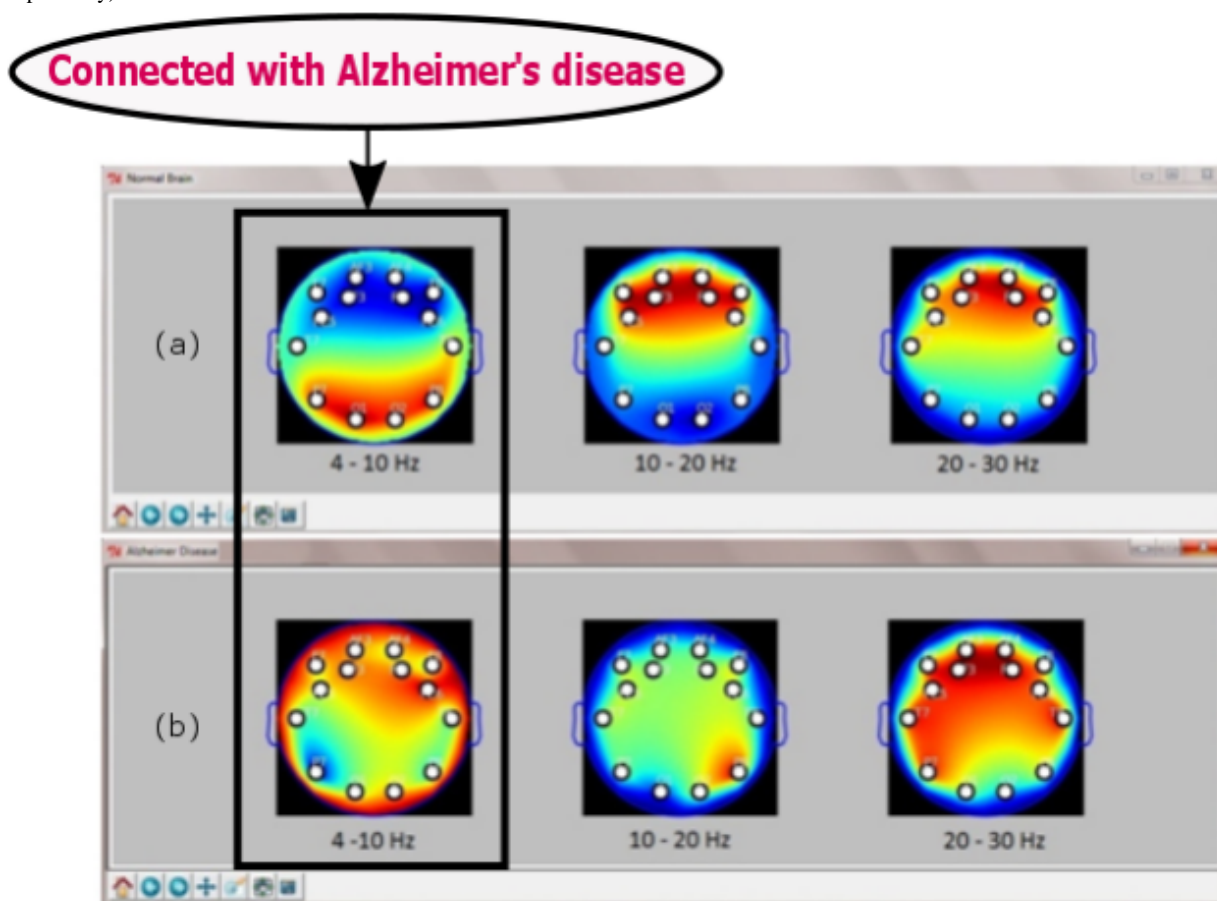 Connected with Alzheimer's disease
Normal Brain
(a)
4 - 10 Hz
10 - 20 Hz
20 - 30 Hz
Alzheimer Disease
(b)
4 -10 Hz
10 - 20 Hz
20 - 30 Hz